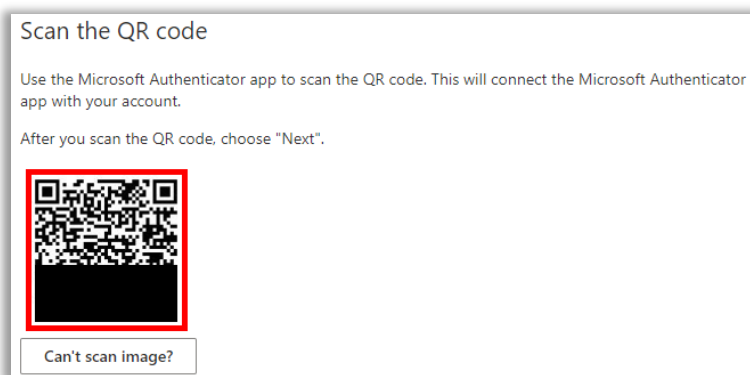 Scan the QR code
Use the Microsoft Authenticator app to scan the QR code. This will connect the Microsoft Authenticator
app with your account.
After you scan the QR code, choose "Next".
Can't scan image?